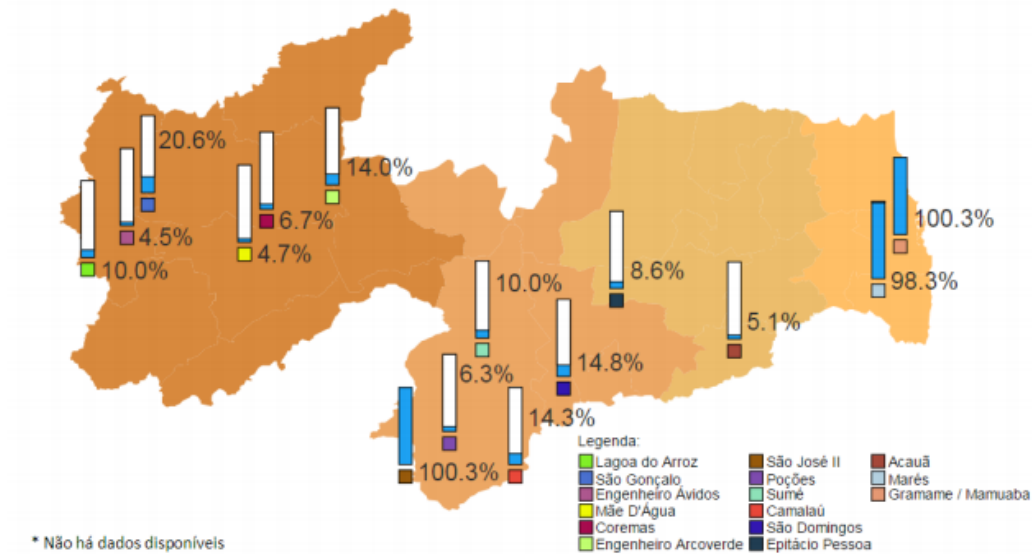 20.6%
14.0%
6.7%
4.5%
4.7%
10.0%
100.3%
98.3%
8.6%
10.0%
5.1%
14.8%
6.3%
14.3%
100.3%
Legenda:
Lagoa do Arroz
São Gonçalo
Engenheiro Ávidos
Mãe D'Água
Coremas
Engenheiro Arcoverde
São José II
Poções
Sumé
Camalaú
São Domingos
Epitácio Pessoa
Acauã
Marés
Gramame / Mamuaba
* Não há dados disponíveis